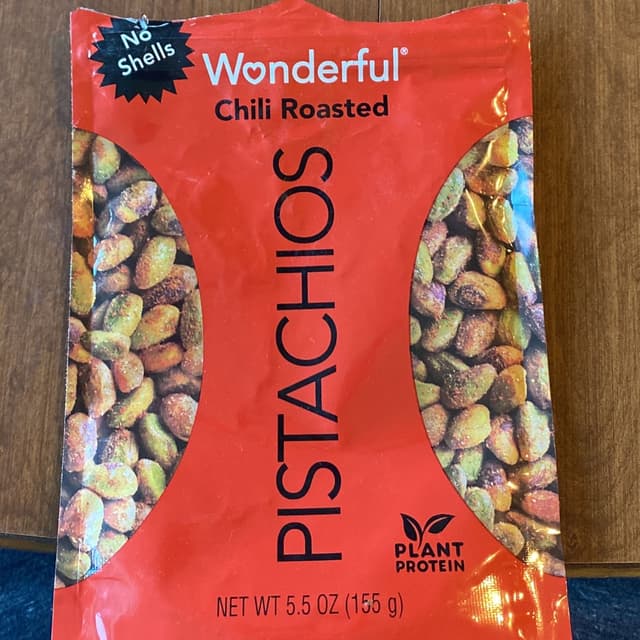 No
Shells
Wonderful®
Chili Roasted
PISTACHIOS
PLANT
PROTEIN
NET WT 5.5 OZ (155 g)